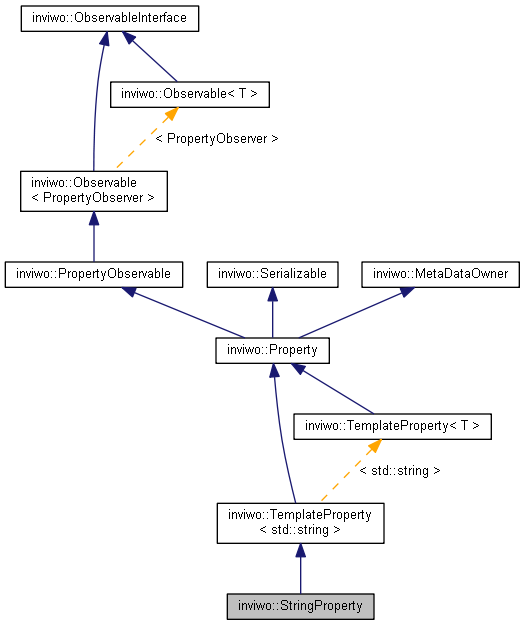 inviwo::ObservableInterface
inviwo::Observable< T >
< PropertyObserver >
inviwo::Observable
< PropertyObserver >
inviwo::PropertyObservable
inviwo::Serializable
inviwo::MetaDataOwner
inviwo::Property
inviwo::TemplateProperty< T >
< std::string >
inviwo::TemplateProperty
< std::string >
inviwo::StringProperty